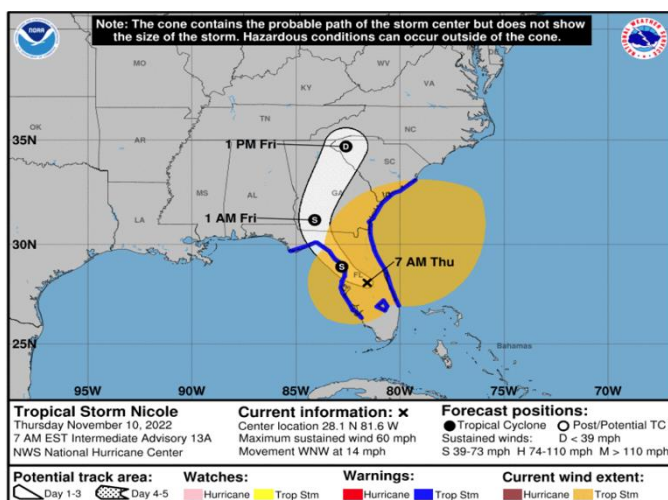 Note: The cone contains the probable path of the storm center but does not show
the size of the storm. Hazardous conditions can occur outside of the cone.
NOAA
MO
KY
WV
VA
OK
TN
NC
35N
AR
1 PM Fri
D
SC
MS
AL
GA
LA
1 AM Fri
S
30N
7 AM Thu
S
FL
25N
Bahamas
95W
90W
85W
80W
75W
70W
Tropical Storm Nicole
Thursday November 10, 2022
7 AM EST Intermediate Advisory 13A
NWS National Hurricane Center
Current information: x
Center location 28.1 N 81.6 W
Maximum sustained wind 60 mph
Movement WNW at 14 mph
Forecast positions:
Tropical Cyclone Post/Potential TC
Sustained winds: D < 39 mph
S 39-73 mph H 74-110 mph M > 110 mph
Potential track area:
Day 1-3 Day 4-5
Watches:
Hurricane Trop Stm
Warnings:
Hurricane Trop Stm
Current wind extent:
Hurricane Trop Stm